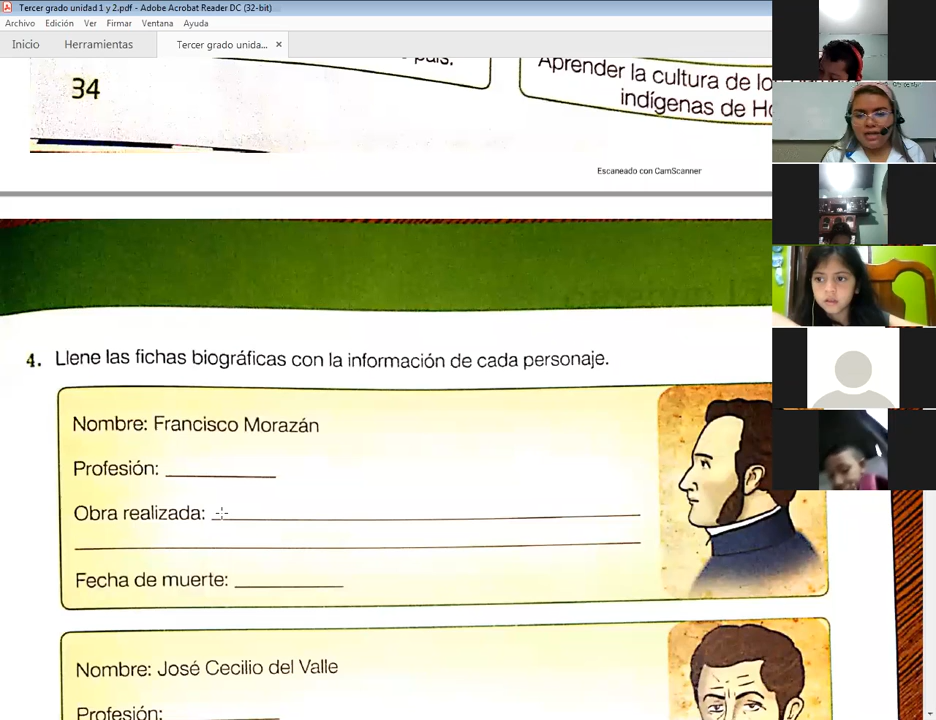 Tercer grado unidad 1 y 2.pdf - Adobe Acrobat Reader DC (32-bit)
Archivo Edición Ver Firmar Ventana Ayuda
Inicio Herramientas Tercer grado unida... ×
país.
Aprender la cultura de lo
34
indígenas de Ho
Escaneado con CamScanner
4. Llene las fichas biográficas con la información de cada personaje.
Nombre: Francisco Morazán
Profesión:
Obra realizada:
Fecha de muerte:
Nombre: José Cecilio del Valle
Profesión: